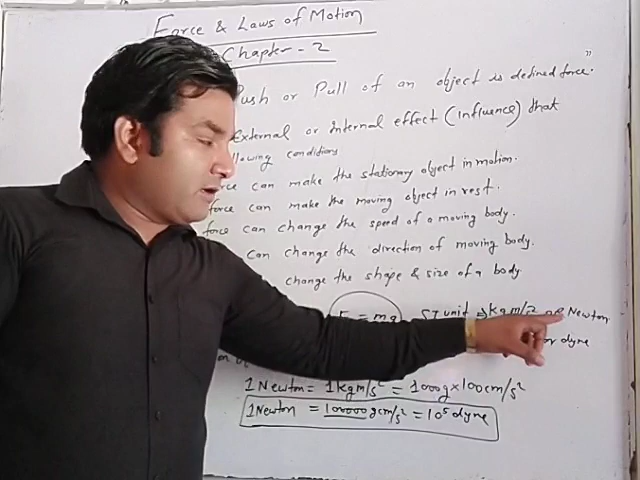 Force & Laws of Motion
Chapter - 2
Push or Pull of an object is defined force."
External or Internal effect (influence) that
following conditions
force can make the stationary object in motion.
force can make the moving object in rest.
force can change the speed of a moving body.
can change the direction of moving body.
change the shape & size of a body
F = SI unit ⇒ Newton
or dyne
1 Newton = 1 kgm/s² = 1000g×100cm/s²
1 Newton = 100000 gcm/s² = 10⁵ dyne